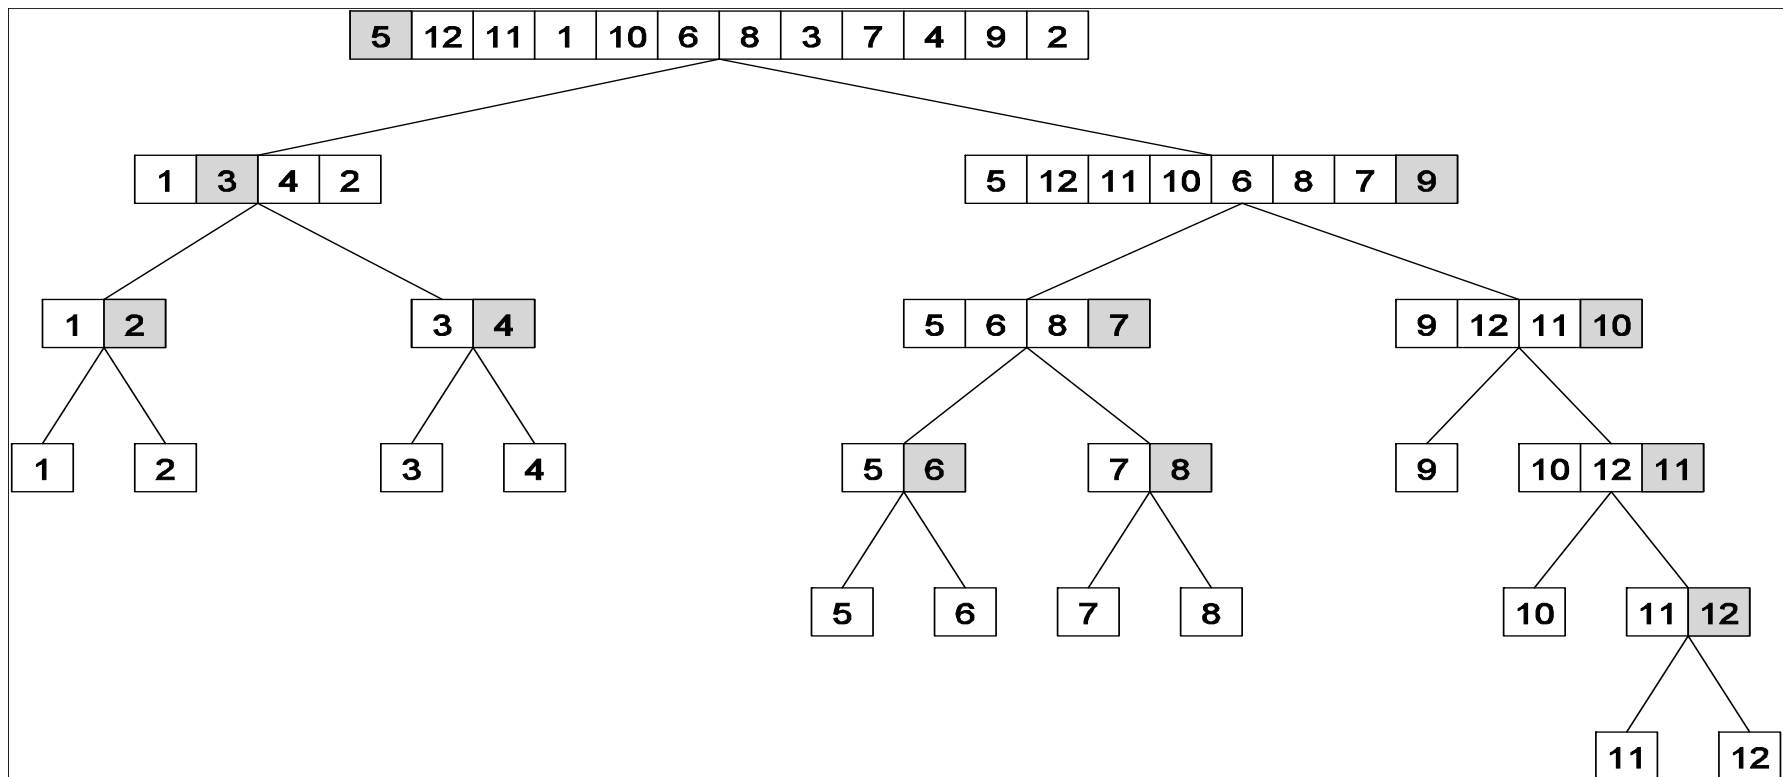 5 12 11 1 10 6 8 3 7 4 9 2
1 3 4 2 5 12 11 10 6 8 7 9
1 2 3 4 5 6 8 7 9 12 11 10
1 2 3 4 5 6 7 8 9 10 12 11
5 6 7 8 10 11 12
11 12